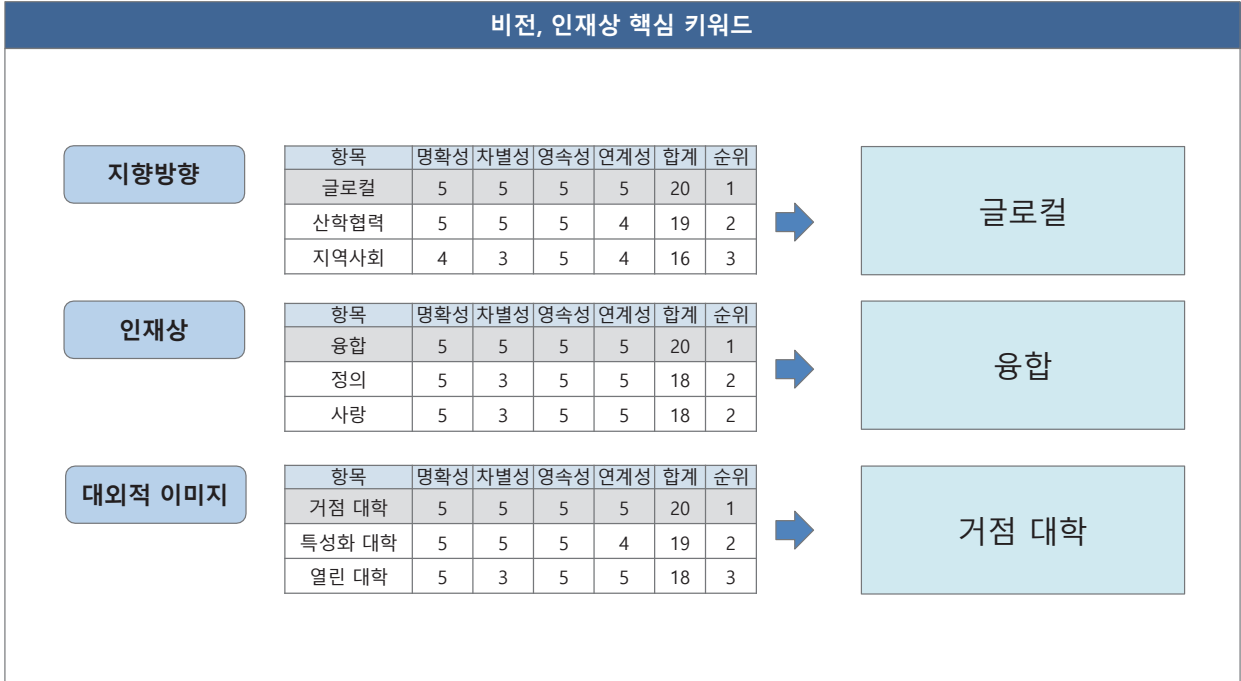 비전, 인재상 핵심 키워드
지향방향
항목 명확성 차별성 영속성 연계성 합계 순위
글로컬 5 5 5 5 20 1
산학협력 5 5 5 4 19 2
지역사회 4 3 5 4 16 3
글로컬
인재상
항목 명확성 차별성 영속성 연계성 합계 순위
융합 5 5 5 5 20 1
정의 5 3 5 5 18 2
사랑 5 3 5 5 18 2
융합
대외적 이미지
항목 명확성 차별성 영속성 연계성 합계 순위
거점 대학 5 5 5 5 20 1
특성화 대학 5 5 5 4 19 2
열린 대학 5 3 5 5 18 3
거점 대학